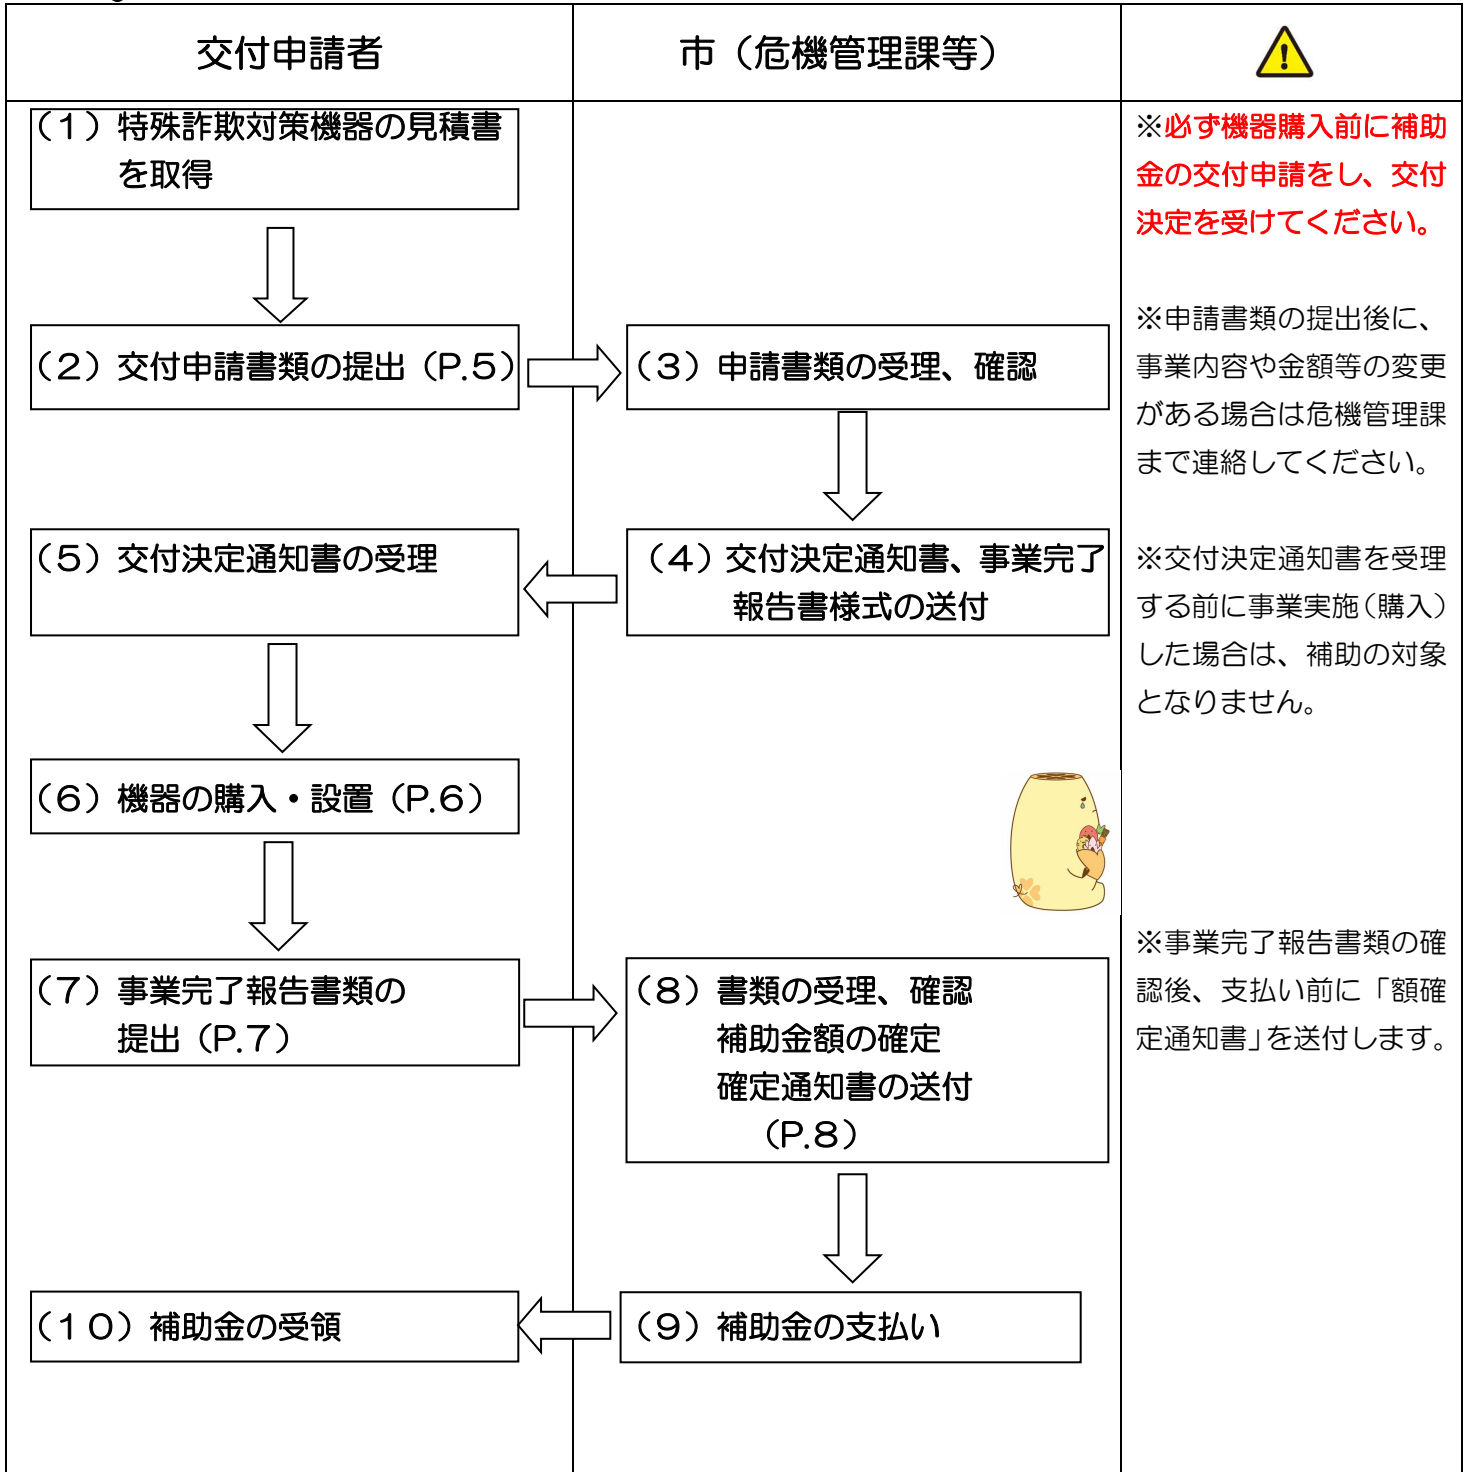 交付申請者
市（危機管理課等）
（１）特殊詐欺対策機器の見積書
を取得
（２）交付申請書類の提出（P.５）
（３）申請書類の受理、確認
（４）交付決定通知書、事業完了
報告書様式の送付
（５）交付決定通知書の受理
（６）機器の購入・設置（P.６）
（７）事業完了報告書類の
提出（P.７）
（８）書類の受理、確認
補助金額の確定
確定通知書の送付
（P.８）
（９）補助金の支払い
（１０）補助金の受領
※必ず機器購入前に補助
金の交付申請をし、交付
決定を受けてください。
※申請書類の提出後に、
事業内容や金額等の変更
がある場合は危機管理課
まで連絡してください。
※交付決定通知書を受理
する前に事業実施（購入）
した場合は、補助の対象
となりません。
※事業完了報告書類の確
認後、支払い前に「額確
定通知書」を送付します。